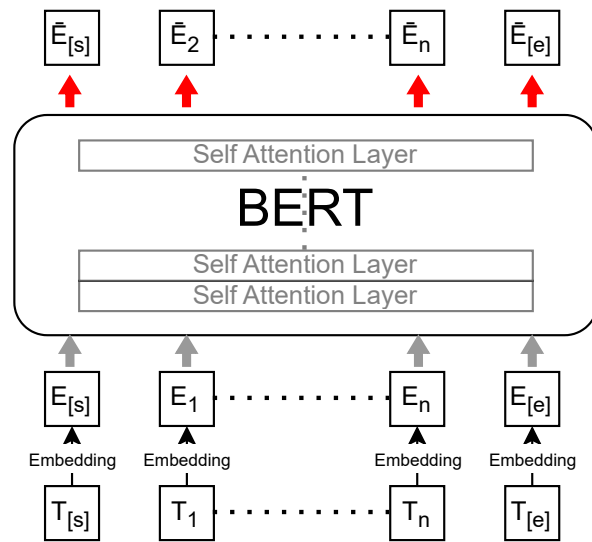 Ē[s] Ē2 Ēn Ē[e]
Self Attention Layer
BERT
Self Attention Layer
Self Attention Layer
E[s] E1 En E[e]
Embedding Embedding Embedding Embedding
T[s] T1 Tn T[e]